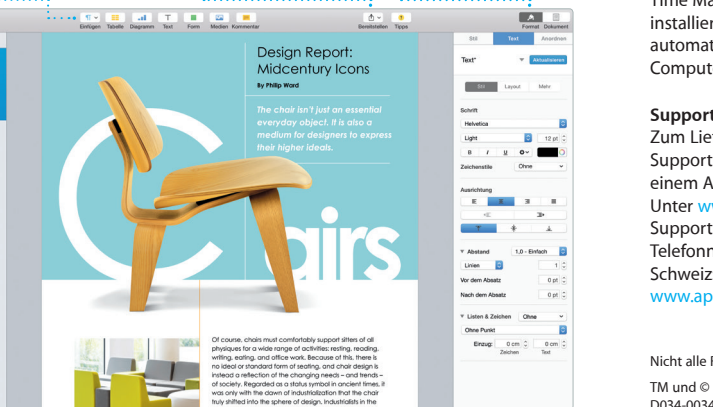 Einfügen Tabelle Diagramm Text Form Medien Kommentar Bereitstellen Tipps Format Dokument
Stil Text Anordnen
Text* Aktualisieren
Stil Layout Mehr
Schrift
Helvetica
Light 12 pt
B I U
Zeichenstile Ohne
Ausrichtung
Abstand 1,0 - Einfach
Linien 1
Vor dem Absatz 0 pt
Nach dem Absatz 0 pt
Listen & Zeichen Ohne
Ohne Punkt
Einzug: 0 cm 0 cm
Zeichen Text
Design Report:
Midcentury Icons
By Philip Ward
The chair isn't just an essential
everyday object. It is also a
medium for designers to express
their higher ideals.
C airs
Of course, chairs must comfortably support sitters of all
physiques for a wide range of activities: resting, reading,
writing, eating, and office work. Because of this, there is
no ideal or standard form of seating, and chair design is
instead a reflection of the changing needs – and trends –
of society. Regarded as a status symbol in ancient times, it
was only with the dawn of industrialization that the chair
truly shifted into the sphere of design. Industrialists in the
Time Ma
installier
automat
Comput
Support
Zum Lief
Support
einem A
Unter ww
Support
Telefonn
Schweiz
www.ap
Nicht alle F
TM und ©
D034-0034